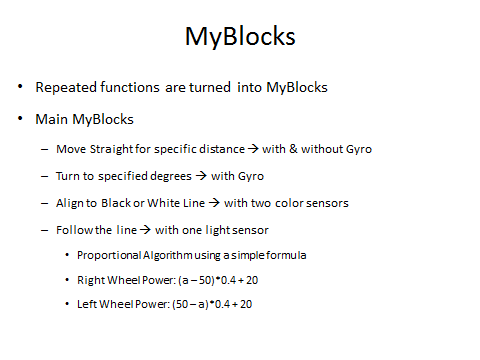 MyBlocks
• Repeated functions are turned into MyBlocks
• Main MyBlocks
– Move Straight for specific distance → with & without Gyro
– Turn to specified degrees → with Gyro
– Align to Black or White Line → with two color sensors
– Follow the line → with one light sensor
• Proportional Algorithm using a simple formula
• Right Wheel Power: (a – 50)*0.4 + 20
• Left Wheel Power: (50 – a)*0.4 + 20